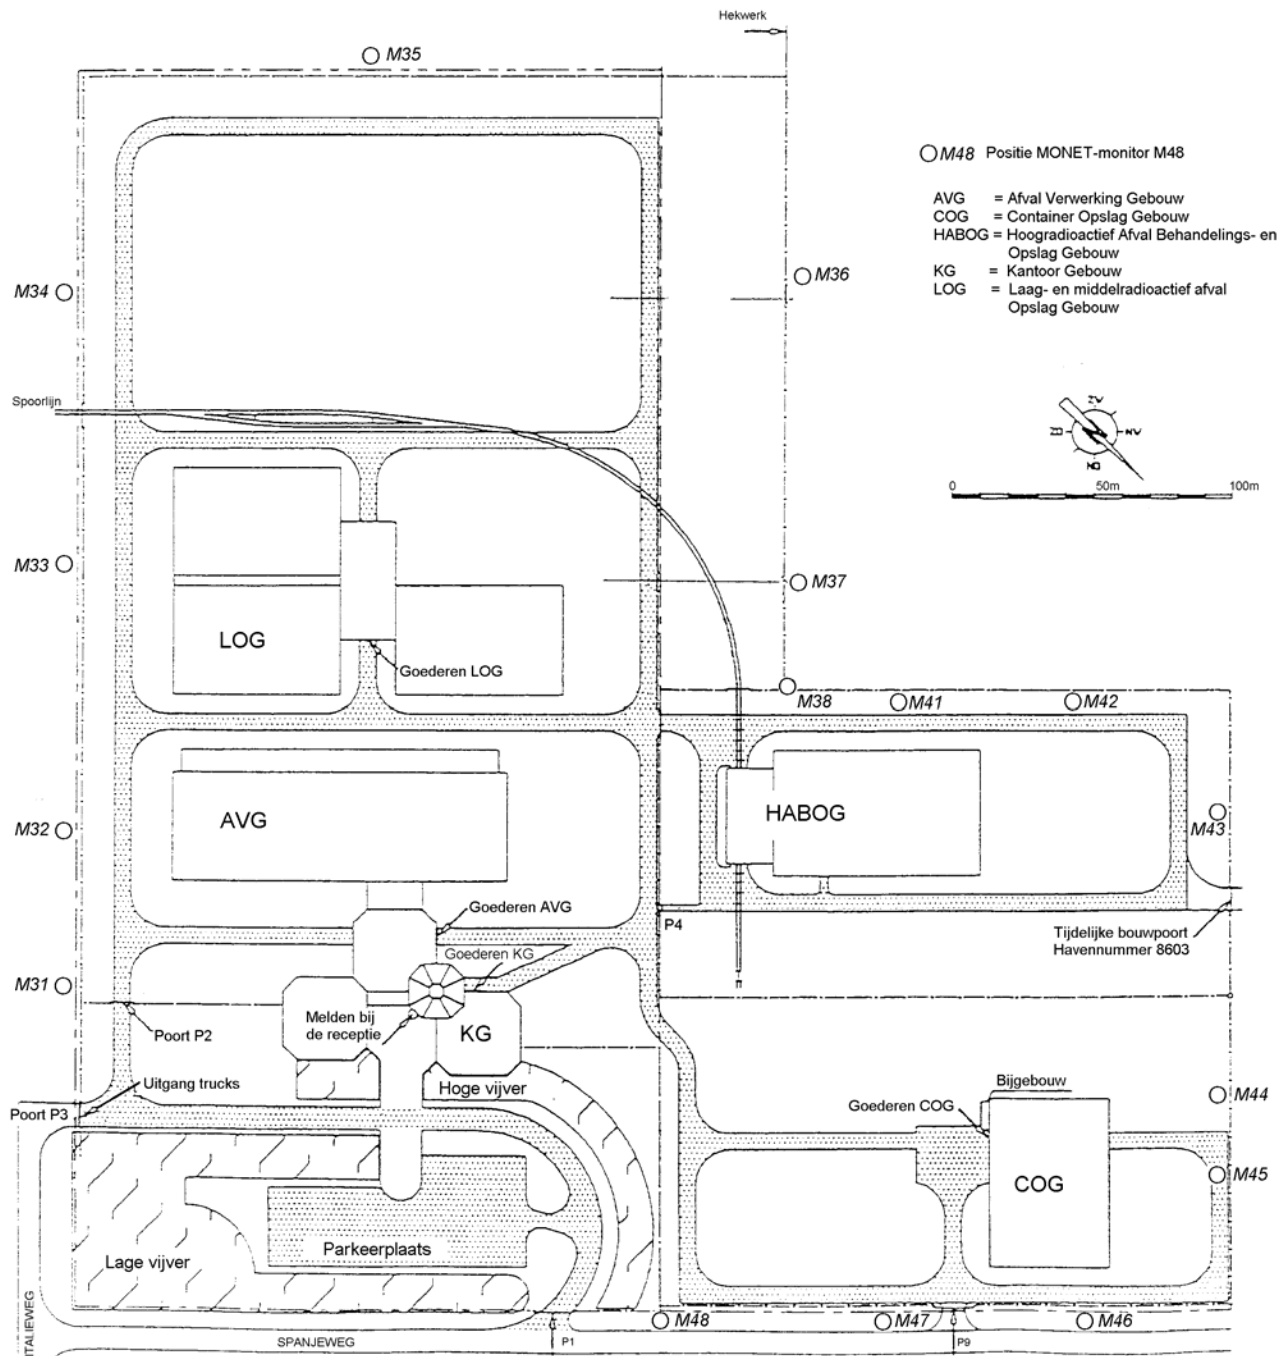 Hekwerk
M35
M48 Positie MONET-monitor M48
AVG = Afval Verwerking Gebouw
COG = Container Opslag Gebouw
HABOG = Hoogradioactief Afval Behandelings- en
Opslag Gebouw
KG = Kantoor Gebouw
LOG = Laag- en middelradioactief afval
Opslag Gebouw
M34
M36
Spoorlijn
ZW
NW
NO
0 50m 100m
M33
M37
LOG
Goederen LOG
M38
M41
M42
M32
AVG
HABOG
M43
Goederen AVG
P4
Tijdelijke bouwpoort
Havennummer 8603
Goederen KG
M31
Melden bij
de receptie
KG
Poort P2
Uitgang trucks
Hoge vijver
Bijgebouw
Goederen COG
M44
Poort P3
COG
M45
Parkeerplaats
Lage vijver
ITALIEWEG
SPANJEWEG
P1
M48
M47
P9
M46